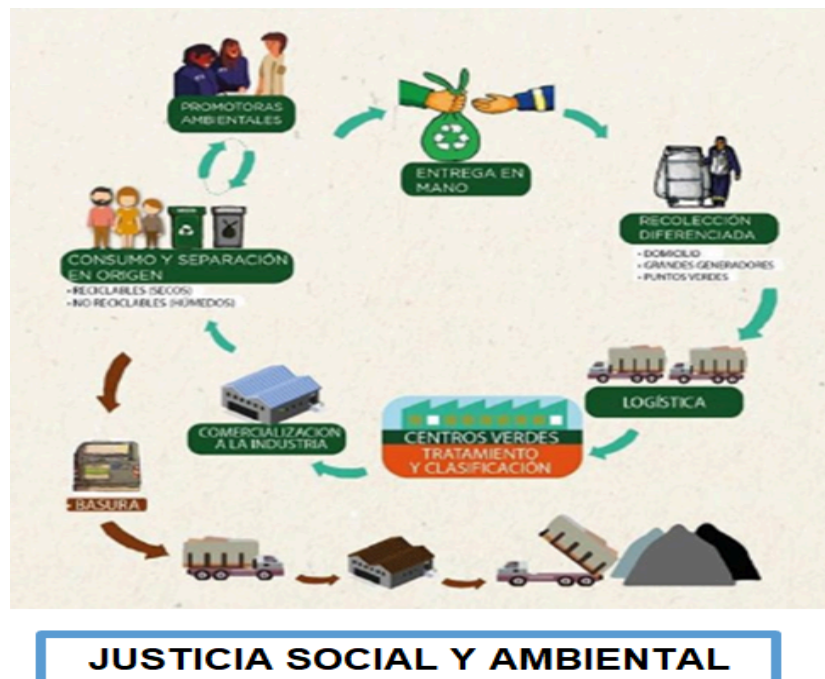 PROMOTORAS
AMBIENTALES
ENTREGA EN
MANO
RECOLECCIÓN
DIFERENCIADA
- DOMICILIO
- GRANDES GENERADORES
- PUNTOS VERDES
CONSUMO Y SEPARACIÓN
EN ORIGEN
- RECICLABLES (SECOS)
- NO RECICLABLES (HÚMEDOS)
LOGÍSTICA
CENTROS VERDES
TRATAMIENTO
Y CLASIFICACIÓN
COMERCIALIZACION
A LA INDUSTRIA
- BASURA
JUSTICIA SOCIAL Y AMBIENTAL